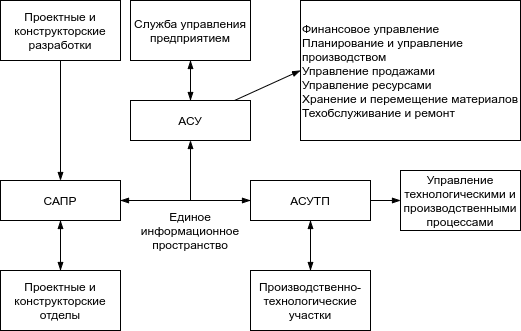 Проектные и
конструкторские
разработки
Служба управления
предприятием
Финансовое управление
Планирование и управление
производством
Управление продажами
Управление ресурсами
Хранение и перемещение материалов
Техобслуживание и ремонт
АСУ
САПР
Единое
информационное
пространство
АСУТП
Управление
технологическими и
производственными
процессами
Проектные и
конструкторские
отделы
Производственно-
технологические
участки